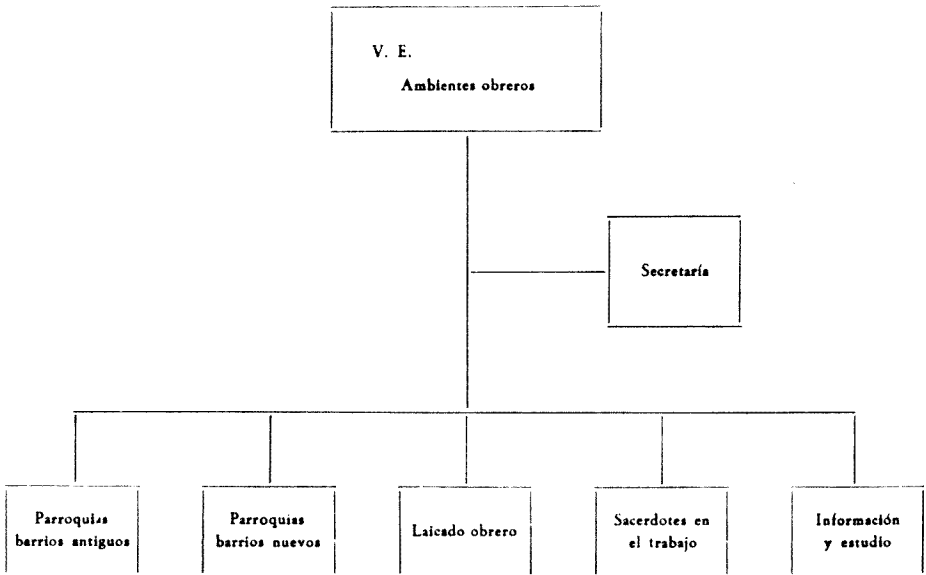 V. E.
Ambientes obreros
Secretaría
Parroquias
barrios antiguos
Parroquias
barrios nuevos
Laicado obrero
Sacerdotes en
el trabajo
Información
y estudio